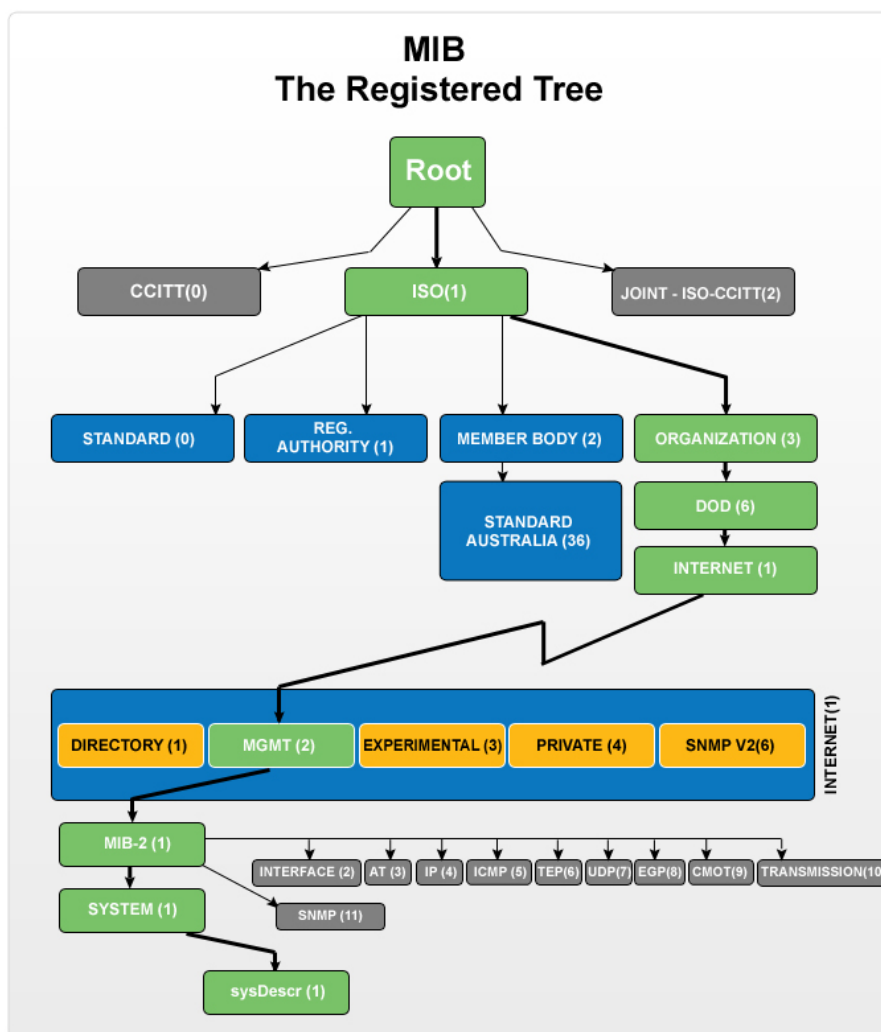 MIB
The Registered Tree
Root
CCITT(0)
ISO(1)
JOINT - ISO-CCITT(2)
STANDARD (0)
REG.
AUTHORITY (1)
MEMBER BODY (2)
ORGANIZATION (3)
STANDARD
AUSTRALIA (36)
DOD (6)
INTERNET (1)
DIRECTORY (1)
MGMT (2)
EXPERIMENTAL (3)
PRIVATE (4)
SNMP V2(6)
INTERNET(1)
MIB-2 (1)
INTERFACE (2)
AT (3)
IP (4)
ICMP (5)
TEP(6)
UDP(7)
EGP(8)
CMOT(9)
TRANSMISSION(10
SYSTEM (1)
SNMP (11)
sysDescr (1)